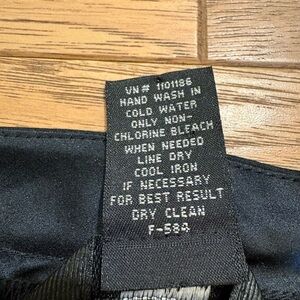 VN# 1101186
HAND WASH IN
COLD WATER
ONLY NON-
CHLORINE BLEACH
WHEN NEEDED
LINE DRY
COOL IRON
IF NECESSARY
FOR BEST RESULT
DRY CLEAN
F-584